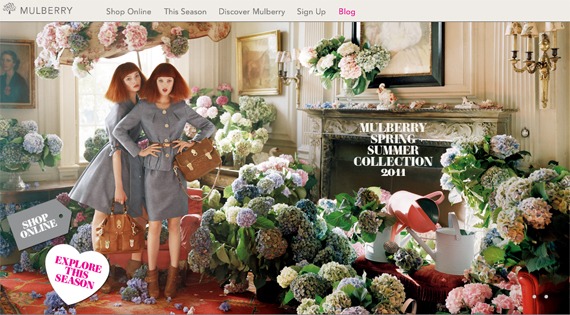 MULBERRY
Shop Online
This Season
Discover Mulberry
Sign Up
Blog
MULBERRY
SPRING
SUMMER
COLLECTION
2011
SHOP
ONLINE
EXPLORE
THIS
SEASON